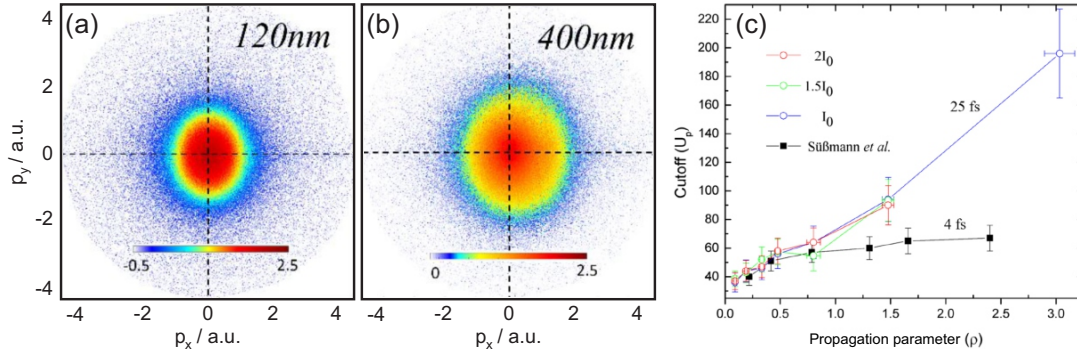 (a)
120nm
p_y / a.u.
4
2
0
-2
-4
-0.5
2.5
-4
-2
0
2
4
p_x / a.u.
(b)
400nm
0
2.5
-4
-2
0
2
4
p_x / a.u.
(c)
2I_0
1.5I_0
I_0
Süßmann et al.
25 fs
4 fs
Cutoff (U_p)
220
200
180
160
140
120
100
80
60
40
0.0
0.5
1.0
1.5
2.0
2.5
3.0
Propagation parameter (ρ)